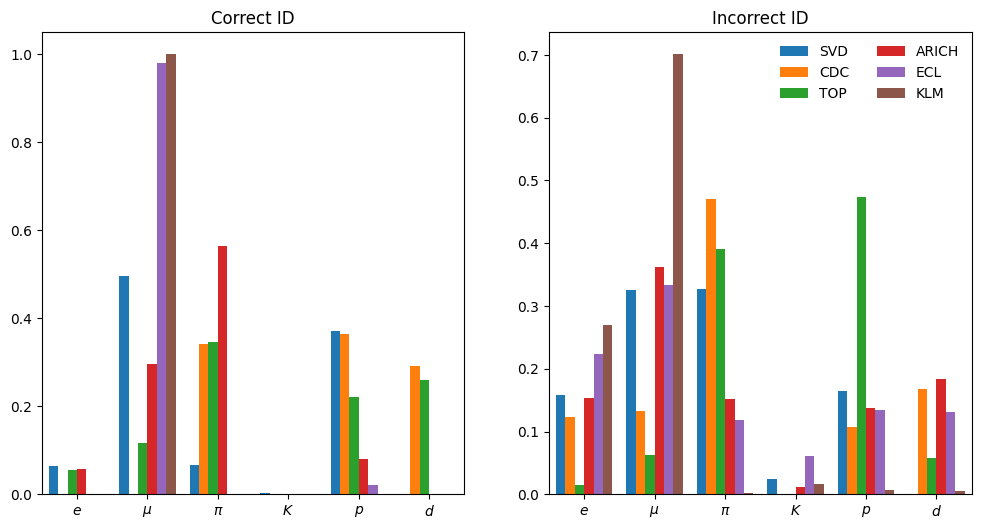 Correct ID
1.0
0.8
0.6
0.4
0.2
0.0
e μ π K p d
Incorrect ID
0.7
0.6
0.5
0.4
0.3
0.2
0.1
0.0
e μ π K p d
SVD
CDC
TOP
ARICH
ECL
KLM